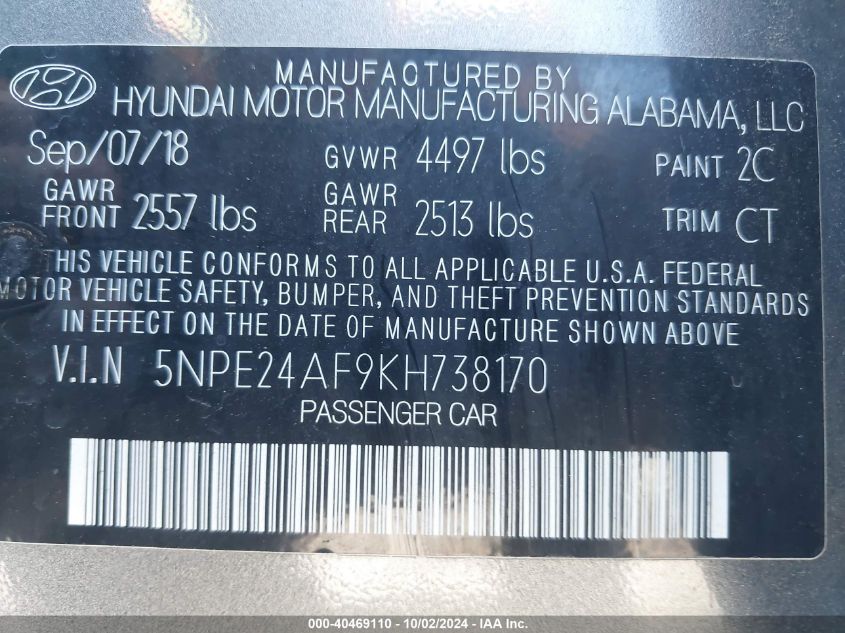 MANUFACTURED BY
HYUNDAI MOTOR MANUFACTURING ALABAMA, LLC
Sep/07/18 GVWR 4497 lbs PAINT 2C
GAWR FRONT 2557 lbs GAWR REAR 2513 lbs TRIM CT
THIS VEHICLE CONFORMS TO ALL APPLICABLE U.S.A. FEDERAL
MOTOR VEHICLE SAFETY, BUMPER, AND THEFT PREVENTION STANDARDS
IN EFFECT ON THE DATE OF MANUFACTURE SHOWN ABOVE
V.I.N 5NPE24AF9KH738170
PASSENGER CAR
000-40469110 - 10/02/2024 - IAA Inc.